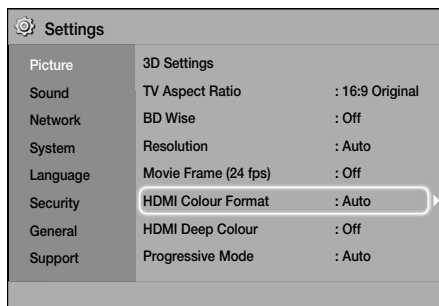 Settings
Picture
Sound
Network
System
Language
Security
General
Support
3D Settings
TV Aspect Ratio : 16:9 Original
BD Wise : Off
Resolution : Auto
Movie Frame (24 fps) : Off
HDMI Colour Format : Auto
HDMI Deep Colour : Off
Progressive Mode : Auto